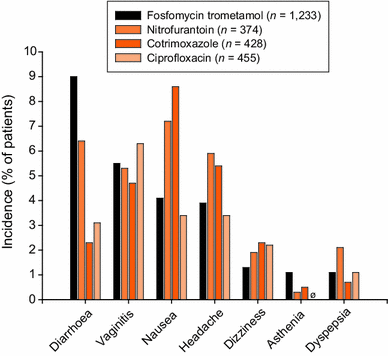 Fosfomycin trometamol (n = 1,233)
Nitrofurantoin (n = 374)
Cotrimoxazole (n = 428)
Ciprofloxacin (n = 455)
Incidence (% of patients)
10
9
8
7
6
5
4
3
2
1
0
ø
Diarrhoea
Vaginitis
Nausea
Headache
Dizziness
Asthenia
Dyspepsia